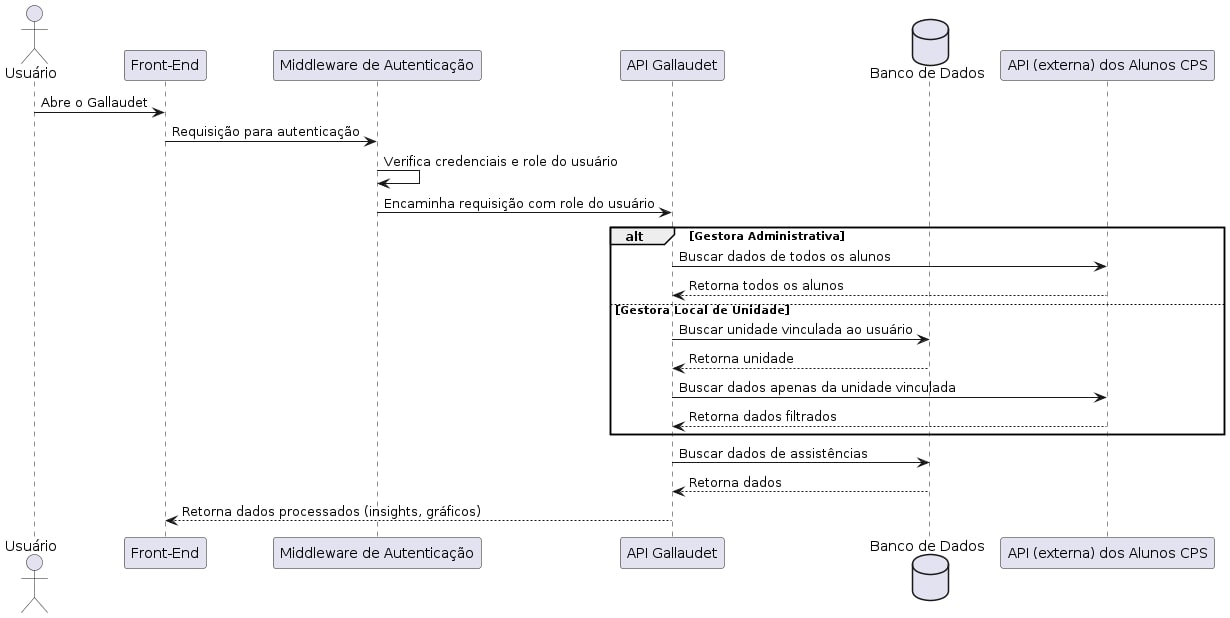 Usuário
Front-End
Middleware de Autenticação
API Gallaudet
Banco de Dados
API (externa) dos Alunos CPS
Abre o Gallaudet
Requisição para autenticação
Verifica credenciais e role do usuário
Encaminha requisição com role do usuário
alt [Gestora Administrativa]
Buscar dados de todos os alunos
Retorna todos os alunos
[Gestora Local de Unidade]
Buscar unidade vinculada ao usuário
Retorna unidade
Buscar dados apenas da unidade vinculada
Retorna dados filtrados
Buscar dados de assistências
Retorna dados
Retorna dados processados (insights, gráficos)
Usuário
Front-End
Middleware de Autenticação
API Gallaudet
Banco de Dados
API (externa) dos Alunos CPS